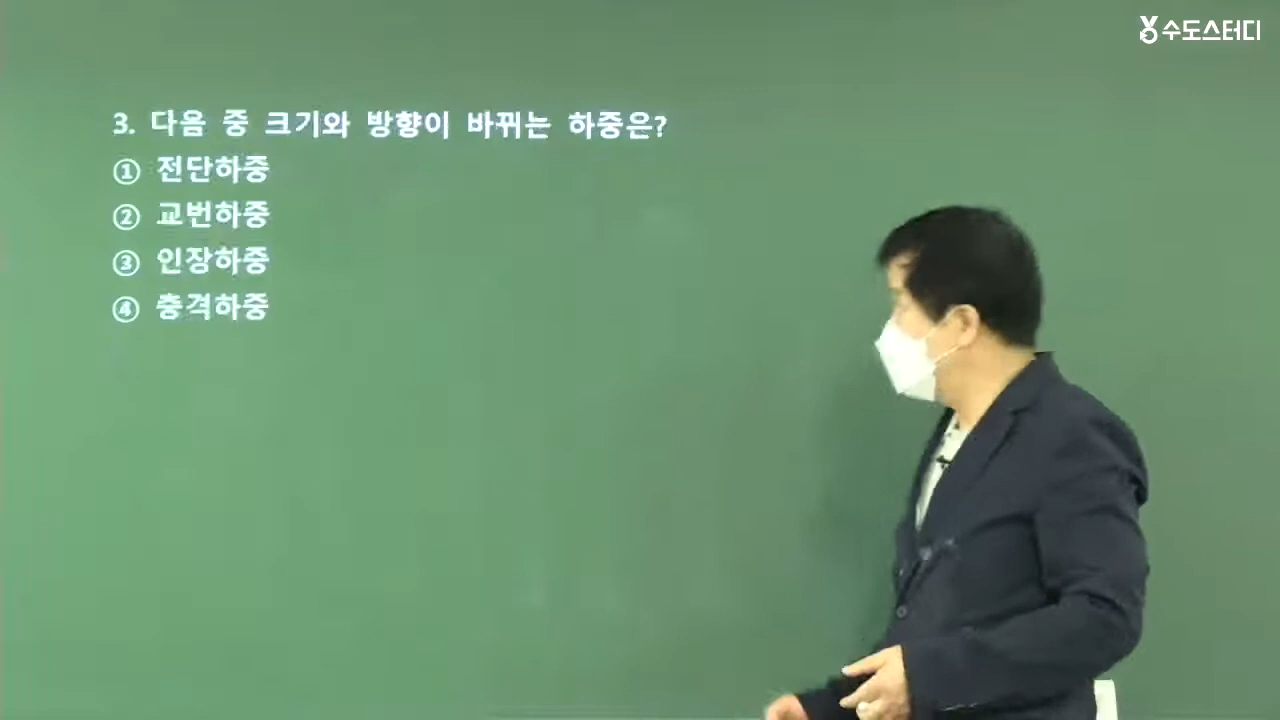 수도스터디
3. 다음 중 크기와 방향이 바뀌는 하중은?
① 전단하중
② 교번하중
③ 인장하중
④ 충격하중